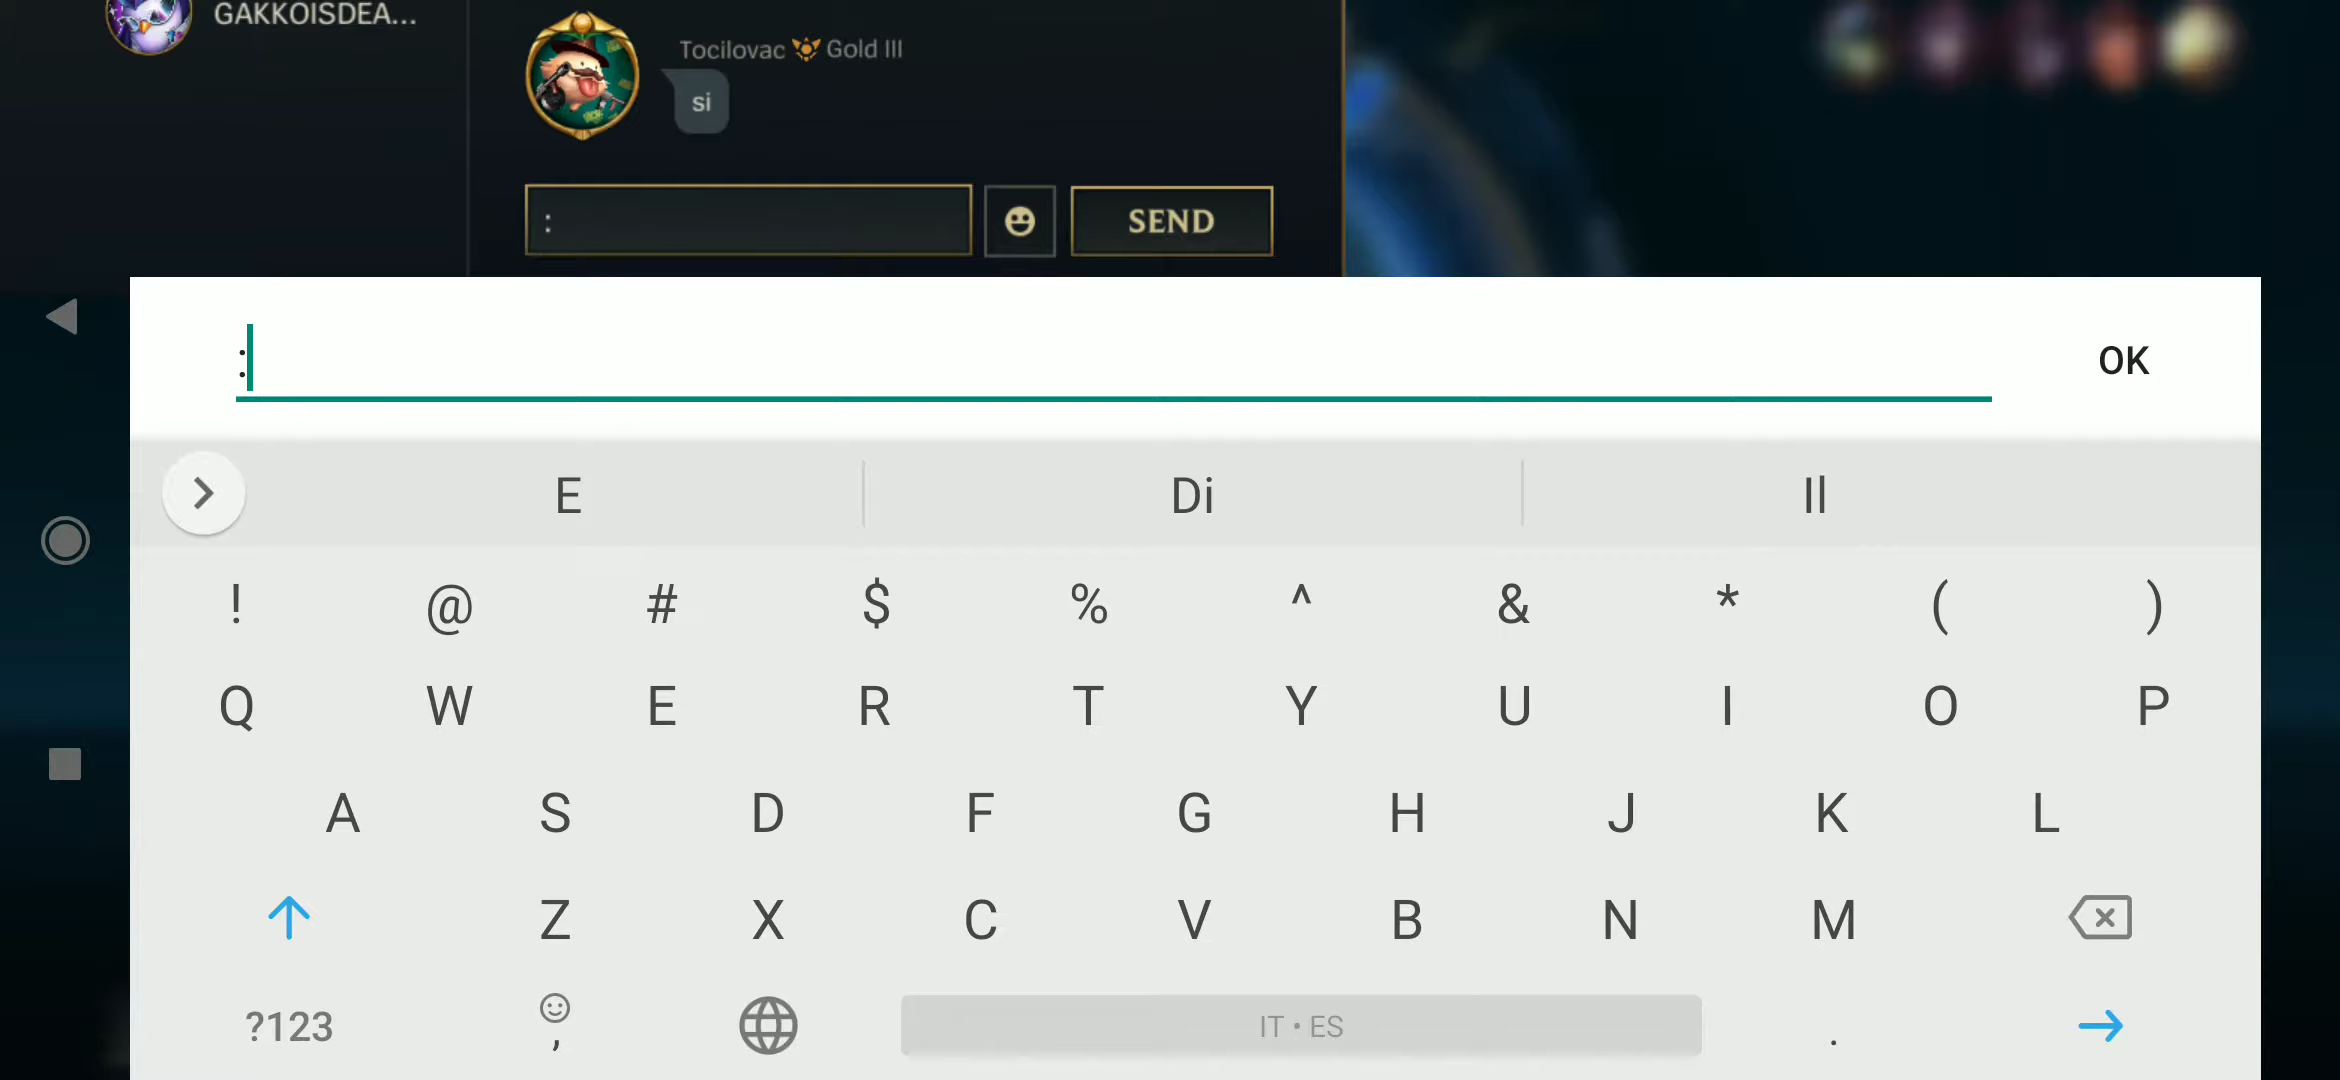 GAKKOISDEA...
Tocilovac Gold III
si
:
SEND
:
OK
E Di Il
! @ # $ % ^ & * ( )
Q W E R T Y U I O P
A S D F G H J K L
Z X C V B N M
?123 , IT • ES .